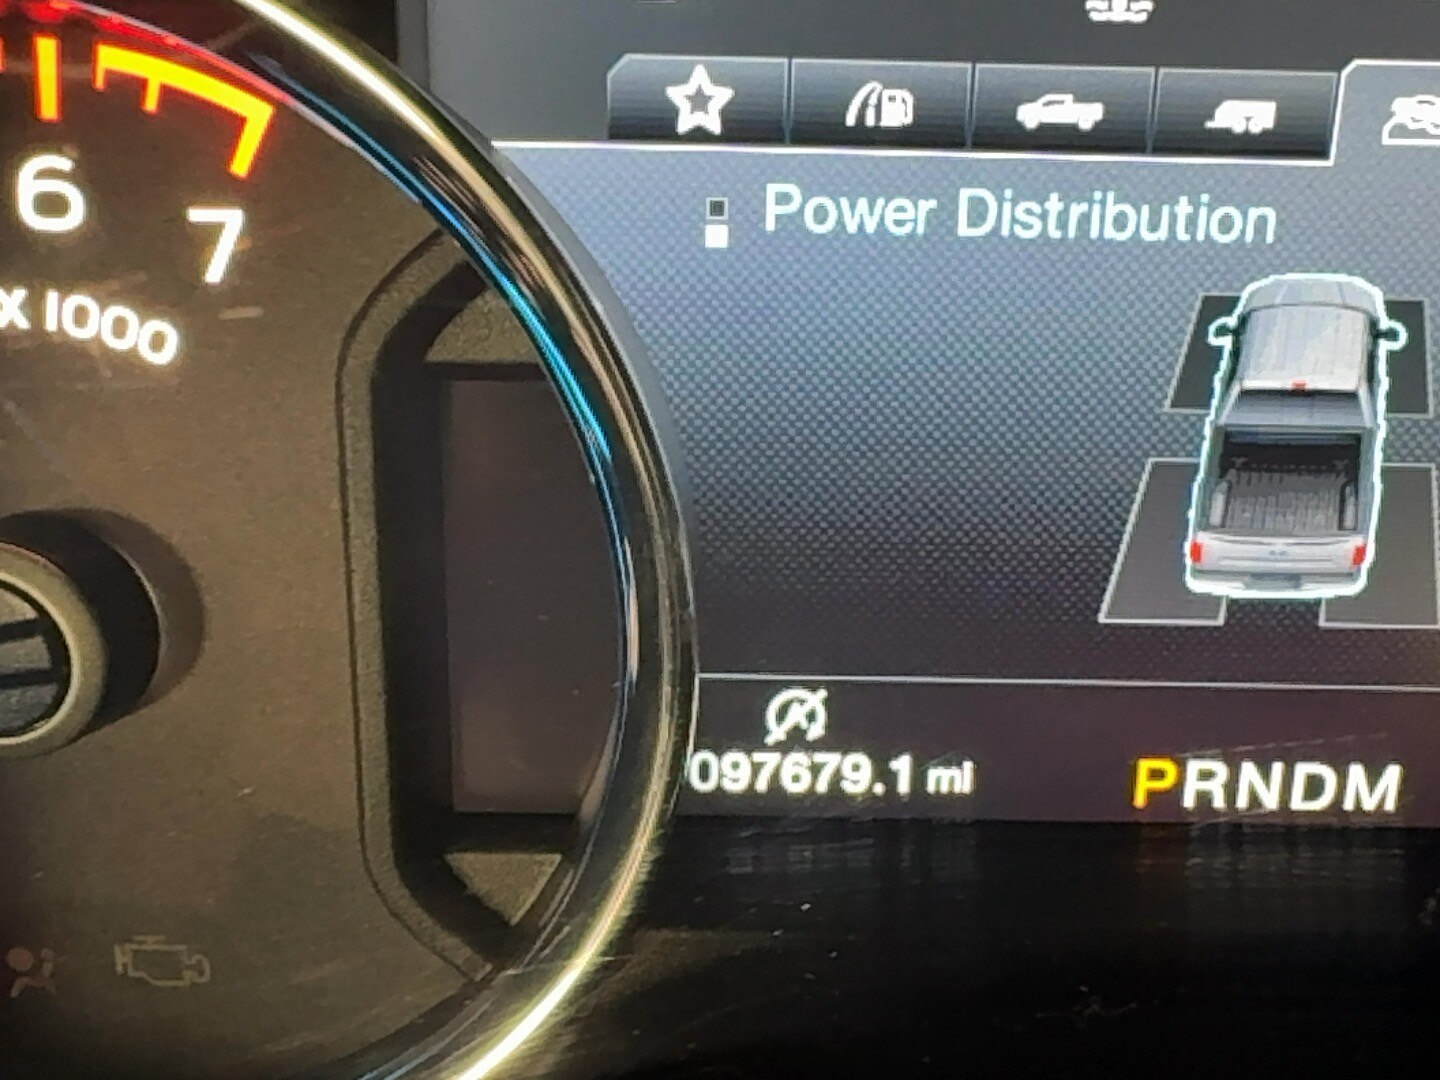 6
7
X 1000
Power Distribution
097679.1 mi
PRNDM